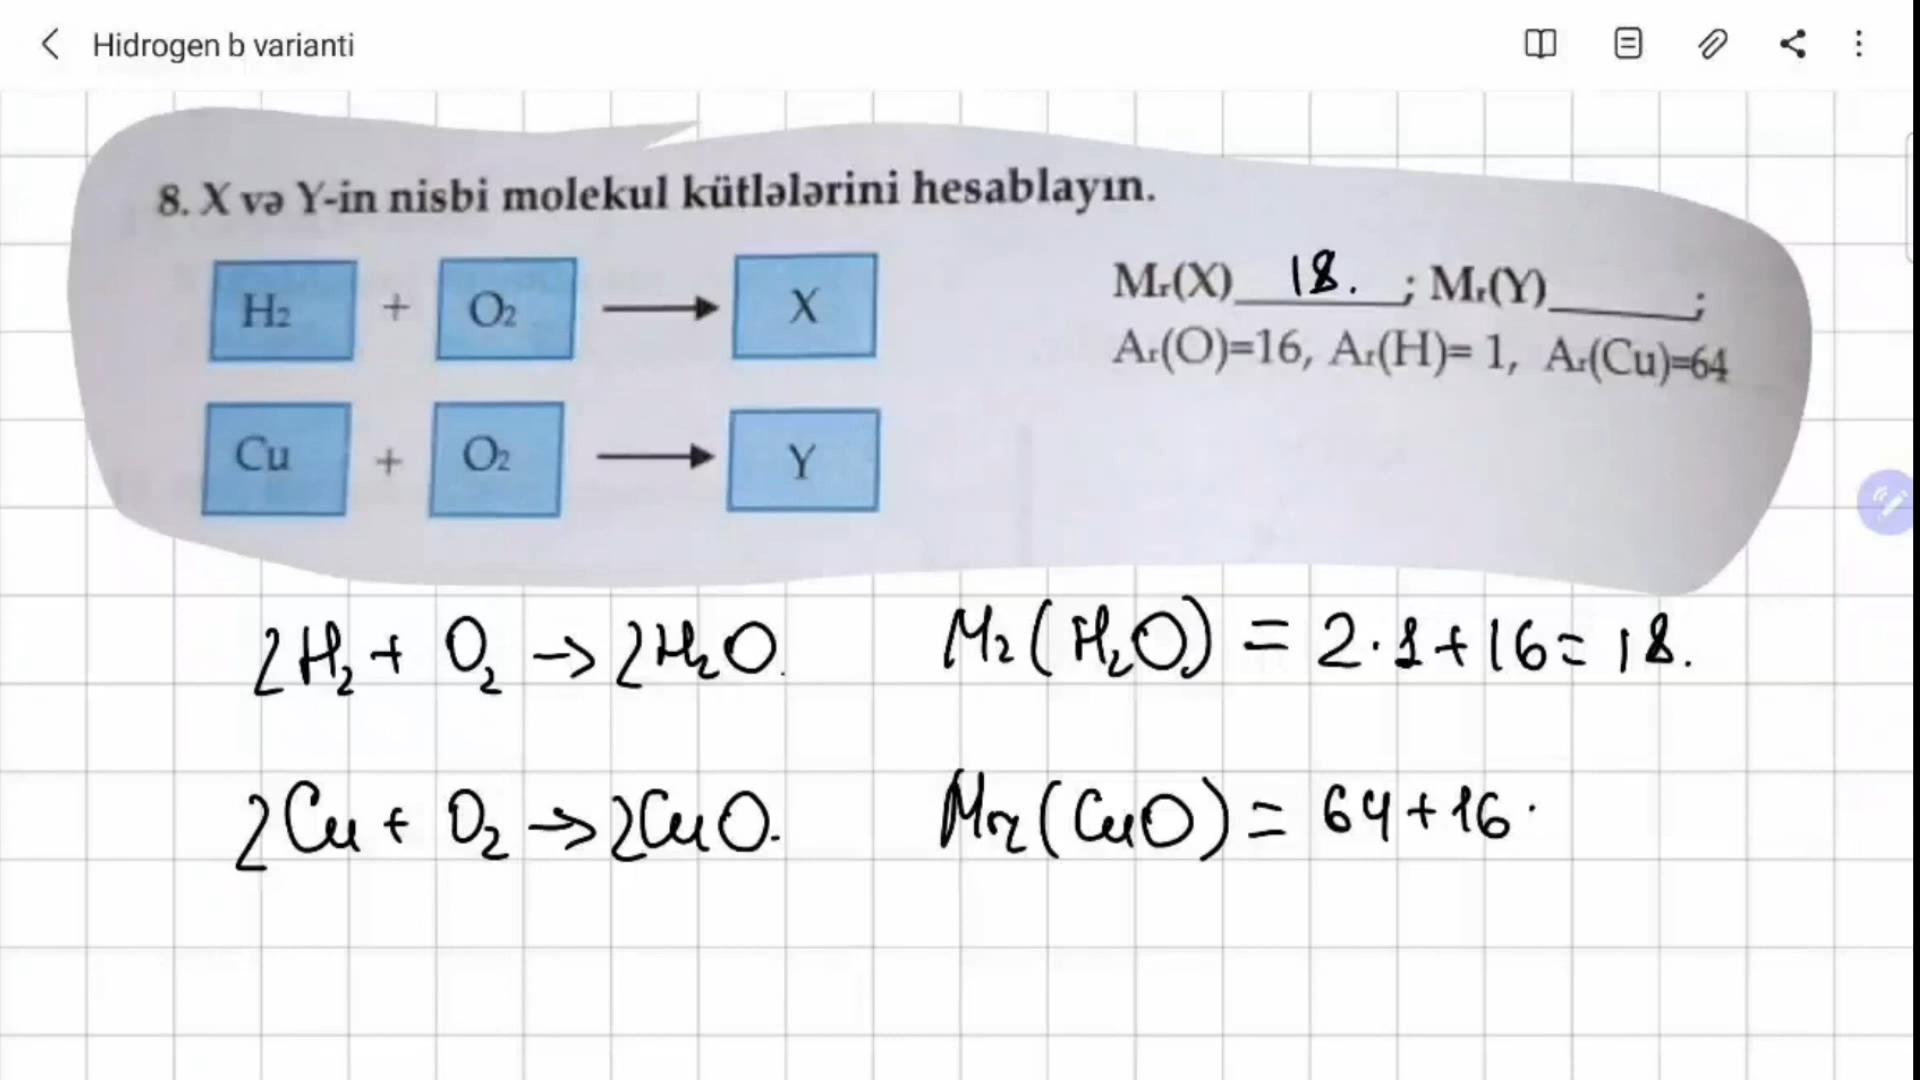 Hidrogen b varianti
8. X və Y-in nisbi molekul kütlələrini hesablayın.
H₂ + O₂ → X
Mr(X) 18. ; Mr(Y)______;
Ar(O)=16, Ar(H)= 1, Ar(Cu)=64
Cu + O₂ → Y
2H₂ + O₂ → 2H₂O. Mr(H₂O) = 2·1+16= 18.
2Cu + O₂ → 2CuO. Mr(CuO) = 64+16·